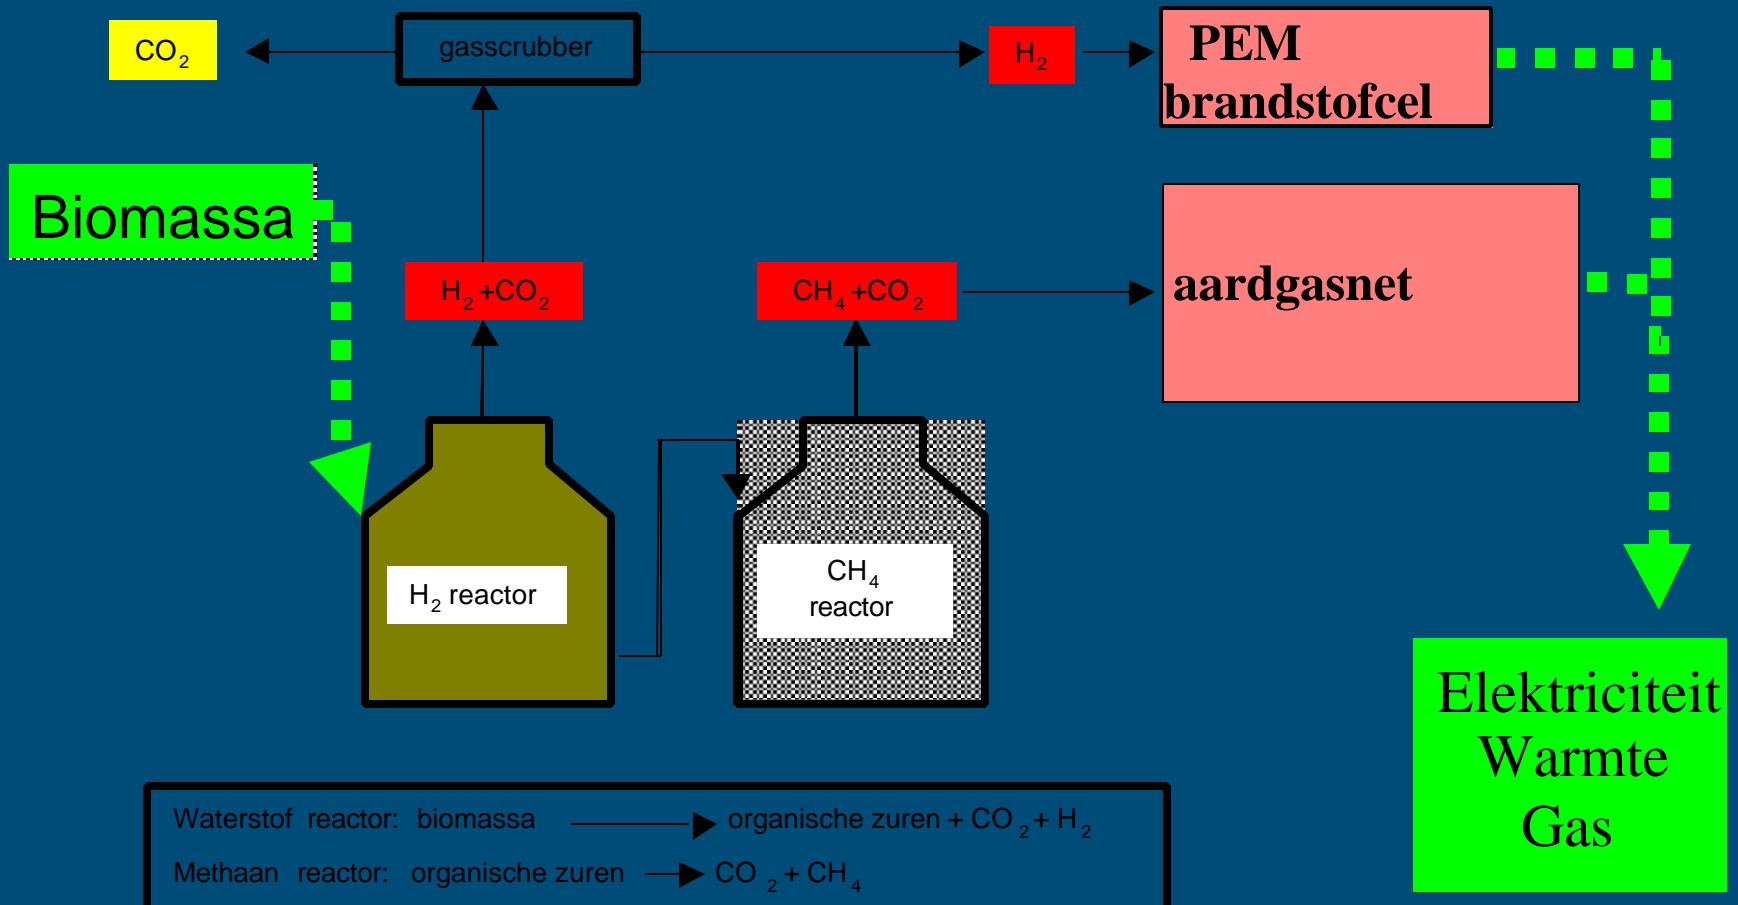 CO₂
gasscrubber
H₂
PEM
brandstofcel
Biomassa
H₂+CO₂
CH₄+CO₂
aardgasnet
H₂ reactor
CH₄
reactor
Elektriciteit
Warmte
Gas
Waterstof reactor: biomassa organische zuren + CO₂ + H₂
Methaan reactor: organische zuren CO₂ + CH₄